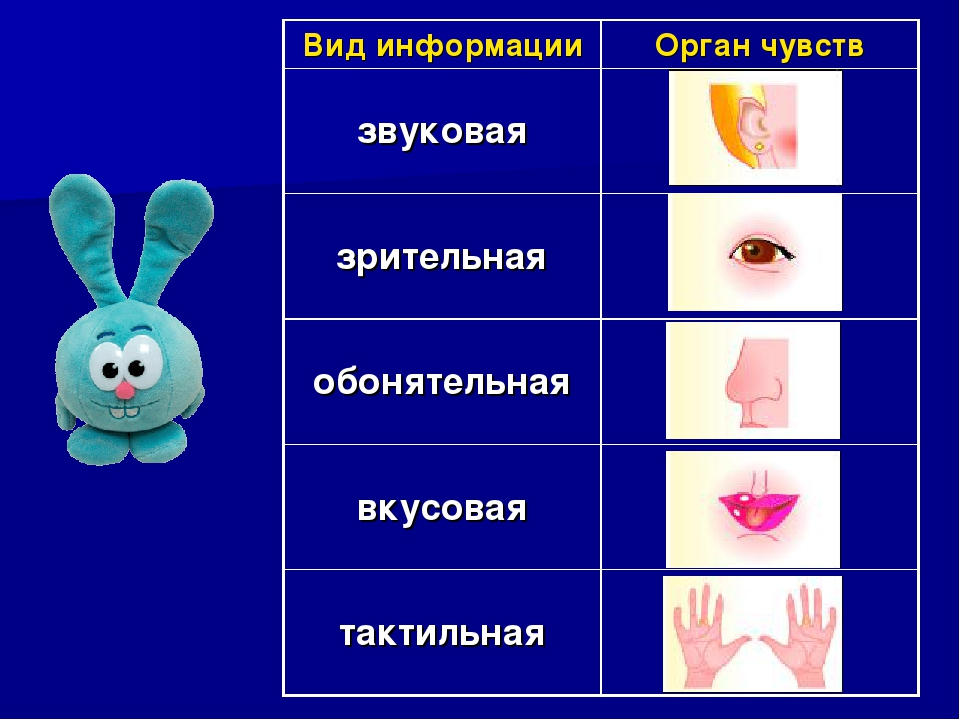 Вид информации
Орган чувств
звуковая
зрительная
обонятельная
вкусовая
тактильная